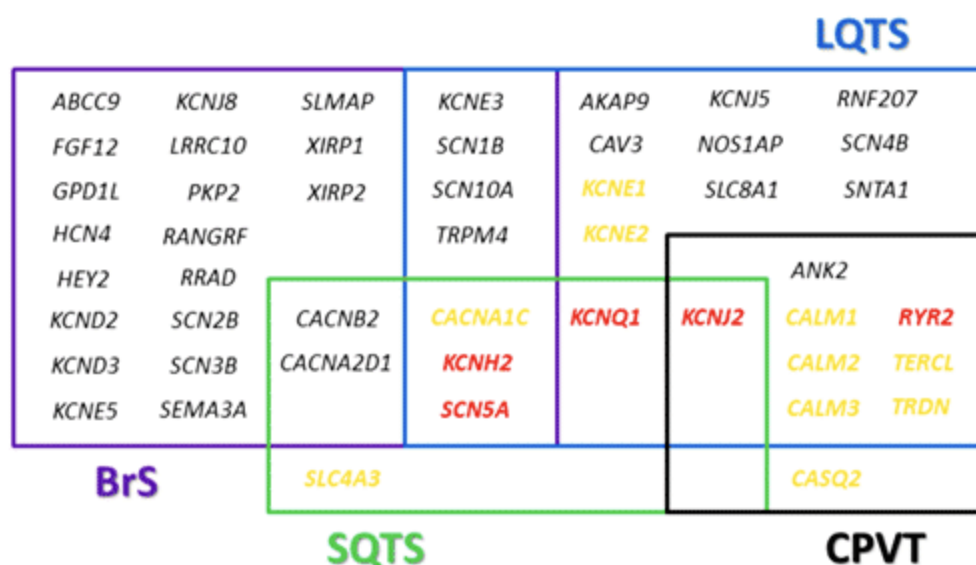 LQTS
ABCC9 KCNJ8 SLMAP KCNE3 AKAP9 KCNJ5 RNF207
FGF12 LRRC10 XIRP1 SCN1B CAV3 NOS1AP SCN4B
GPD1L PKP2 XIRP2 SCN10A KCNE1 SLC8A1 SNTA1
HCN4 RANGRF TRPM4 KCNE2
HEY2 RRAD ANK2
KCND2 SCN2B CACNB2 CACNA1C KCNQ1 KCNJ2 CALM1 RYR2
KCND3 SCN3B CACNA2D1 KCNH2 CALM2 TERCL
KCNE5 SEMA3A SCN5A CALM3 TRDN
BrS SLC4A3 CASQ2
SQTS CPVT